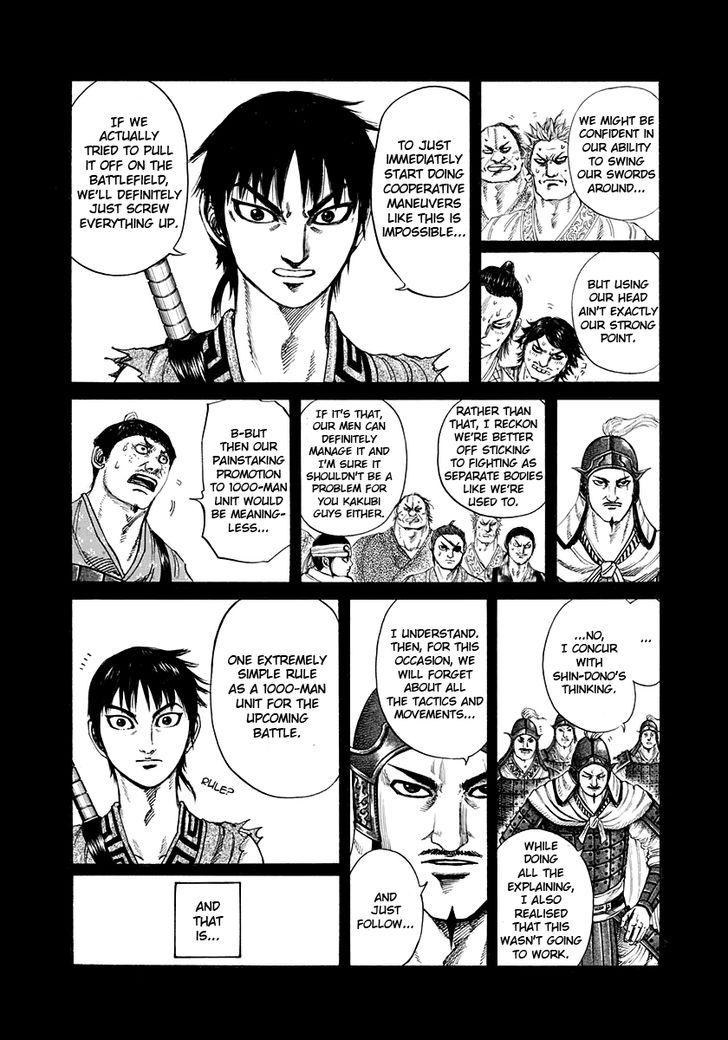 WE MIGHT BE
CONFIDENT IN
OUR ABILITY
TO SWING
OUR SWORDS
AROUND...
BUT USING
OUR HEAD
AIN'T EXACTLY
OUR STRONG
POINT.
TO JUST
IMMEDIATELY
START DOING
COOPERATIVE
MANEUVERS
LIKE THIS IS
IMPOSSIBLE...
IF WE
ACTUALLY
TRIED TO PULL
IT OFF ON THE
BATTLEFIELD,
WE'LL DEFINITELY
JUST SCREW
EVERYTHING UP.
RATHER THAN
THAT, I RECKON
WE'RE BETTER
OFF STICKING
TO FIGHTING AS
SEPARATE BODIES
LIKE WE'RE
USED TO.
IF IT'S THAT,
OUR MEN CAN
DEFINITELY
MANAGE IT AND
I'M SURE IT
SHOULDN'T BE A
PROBLEM FOR
YOU KAKUBI
GUYS EITHER.
B-BUT
THEN OUR
PAINSTAKING
PROMOTION
TO 1000-MAN
UNIT WOULD
BE MEANING-
LESS...
...
...NO,
I CONCUR
WITH
SHIN-DONO'S
THINKING.
WHILE
DOING
ALL THE
EXPLAINING,
I ALSO
REALISED
THAT THIS
WASN'T GOING
TO WORK.
I UNDERSTAND.
THEN, FOR THIS
OCCASION, WE
WILL FORGET
ABOUT ALL
THE TACTICS AND
MOVEMENTS...
AND
JUST
FOLLOW...
ONE EXTREMELY
SIMPLE RULE
AS A 1000-MAN
UNIT FOR THE
UPCOMING
BATTLE.
RULE?
AND
THAT
IS...